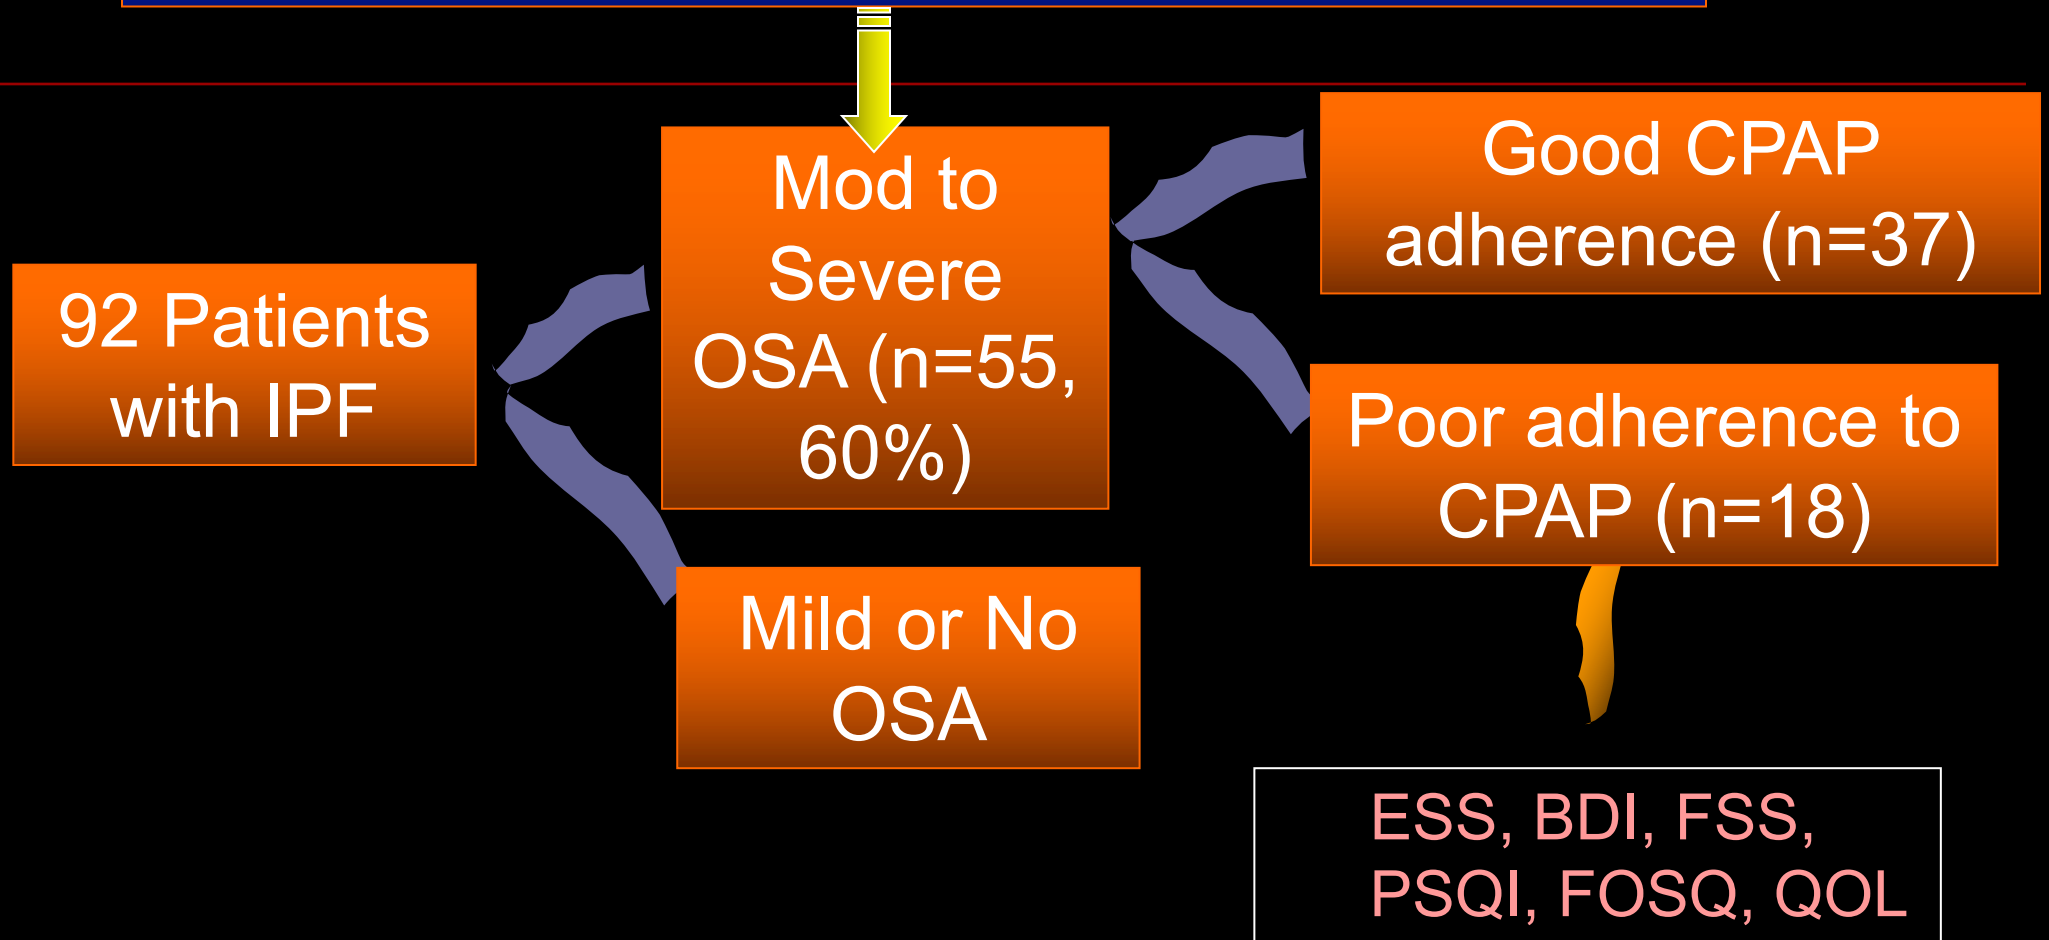 92 Patients
with IPF
Mod to
Severe
OSA (n=55,
60%)
Mild or No
OSA
Good CPAP
adherence (n=37)
Poor adherence to
CPAP (n=18)
ESS, BDI, FSS,
PSQI, FOSQ, QOL